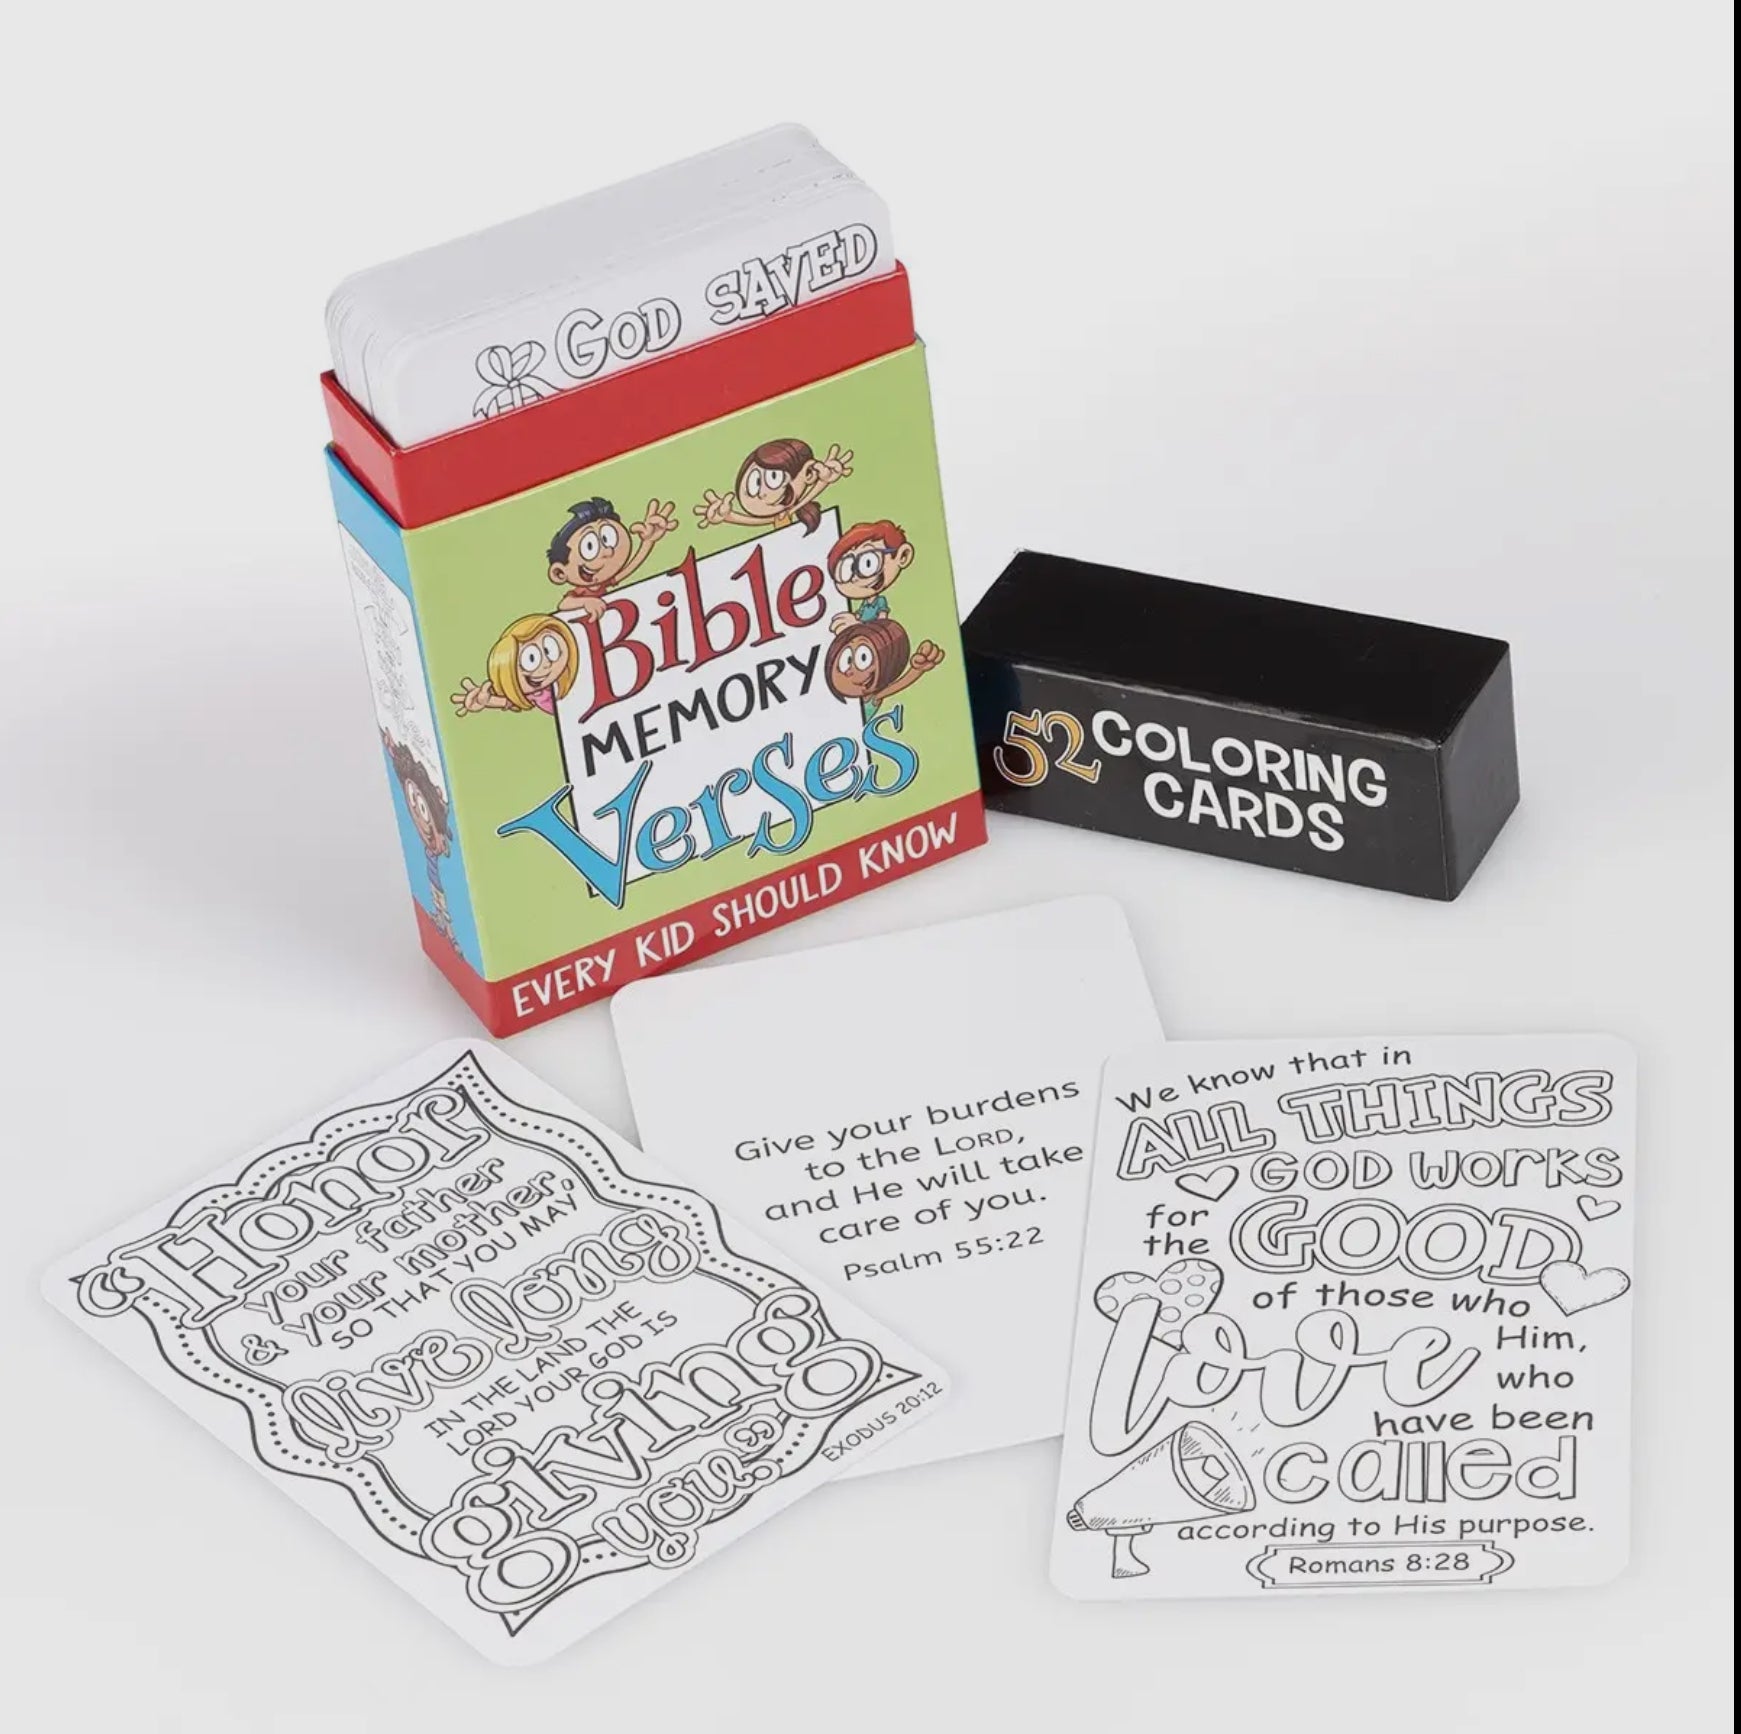 GOD SAVED
Bible
MEMORY
Verses
EVERY KID SHOULD KNOW
52 COLORING
CARDS
“Honor
your father
& your mother,
SO THAT YOU MAY
live long
IN THE LAND THE
LORD YOUR GOD IS
giving
you.”
EXODUS 20:12
Give your burdens
to the LORD,
and He will take
care of you.
Psalm 55:22
We know that in
ALL THINGS
GOD WORKS
for
the
GOOD
of those who
love
Him,
who
have been
called
according to His purpose.
Romans 8:28